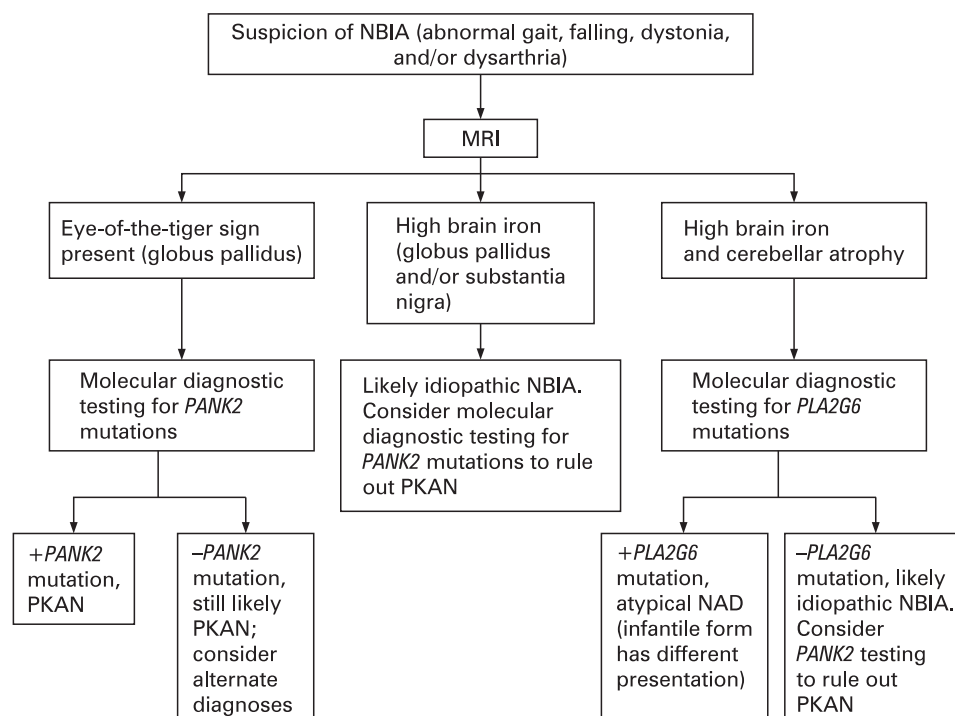 Suspicion of NBIA (abnormal gait, falling, dystonia,
and/or dysarthria)
MRI
Eye-of-the-tiger sign
present (globus pallidus)
High brain iron
(globus pallidus
and/or substantia
nigra)
High brain iron
and cerebellar atrophy
Molecular diagnostic
testing for PANK2
mutations
Likely idiopathic NBIA.
Consider molecular
diagnostic testing for
PANK2 mutations to rule
out PKAN
Molecular diagnostic
testing for PLA2G6
mutations
+PANK2
mutation,
PKAN
–PANK2
mutation,
still likely
PKAN;
consider
alternate
diagnoses
+PLA2G6
mutation,
atypical NAD
(infantile form
has different
presentation)
–PLA2G6
mutation, likely
idiopathic NBIA.
Consider
PANK2 testing
to rule out
PKAN